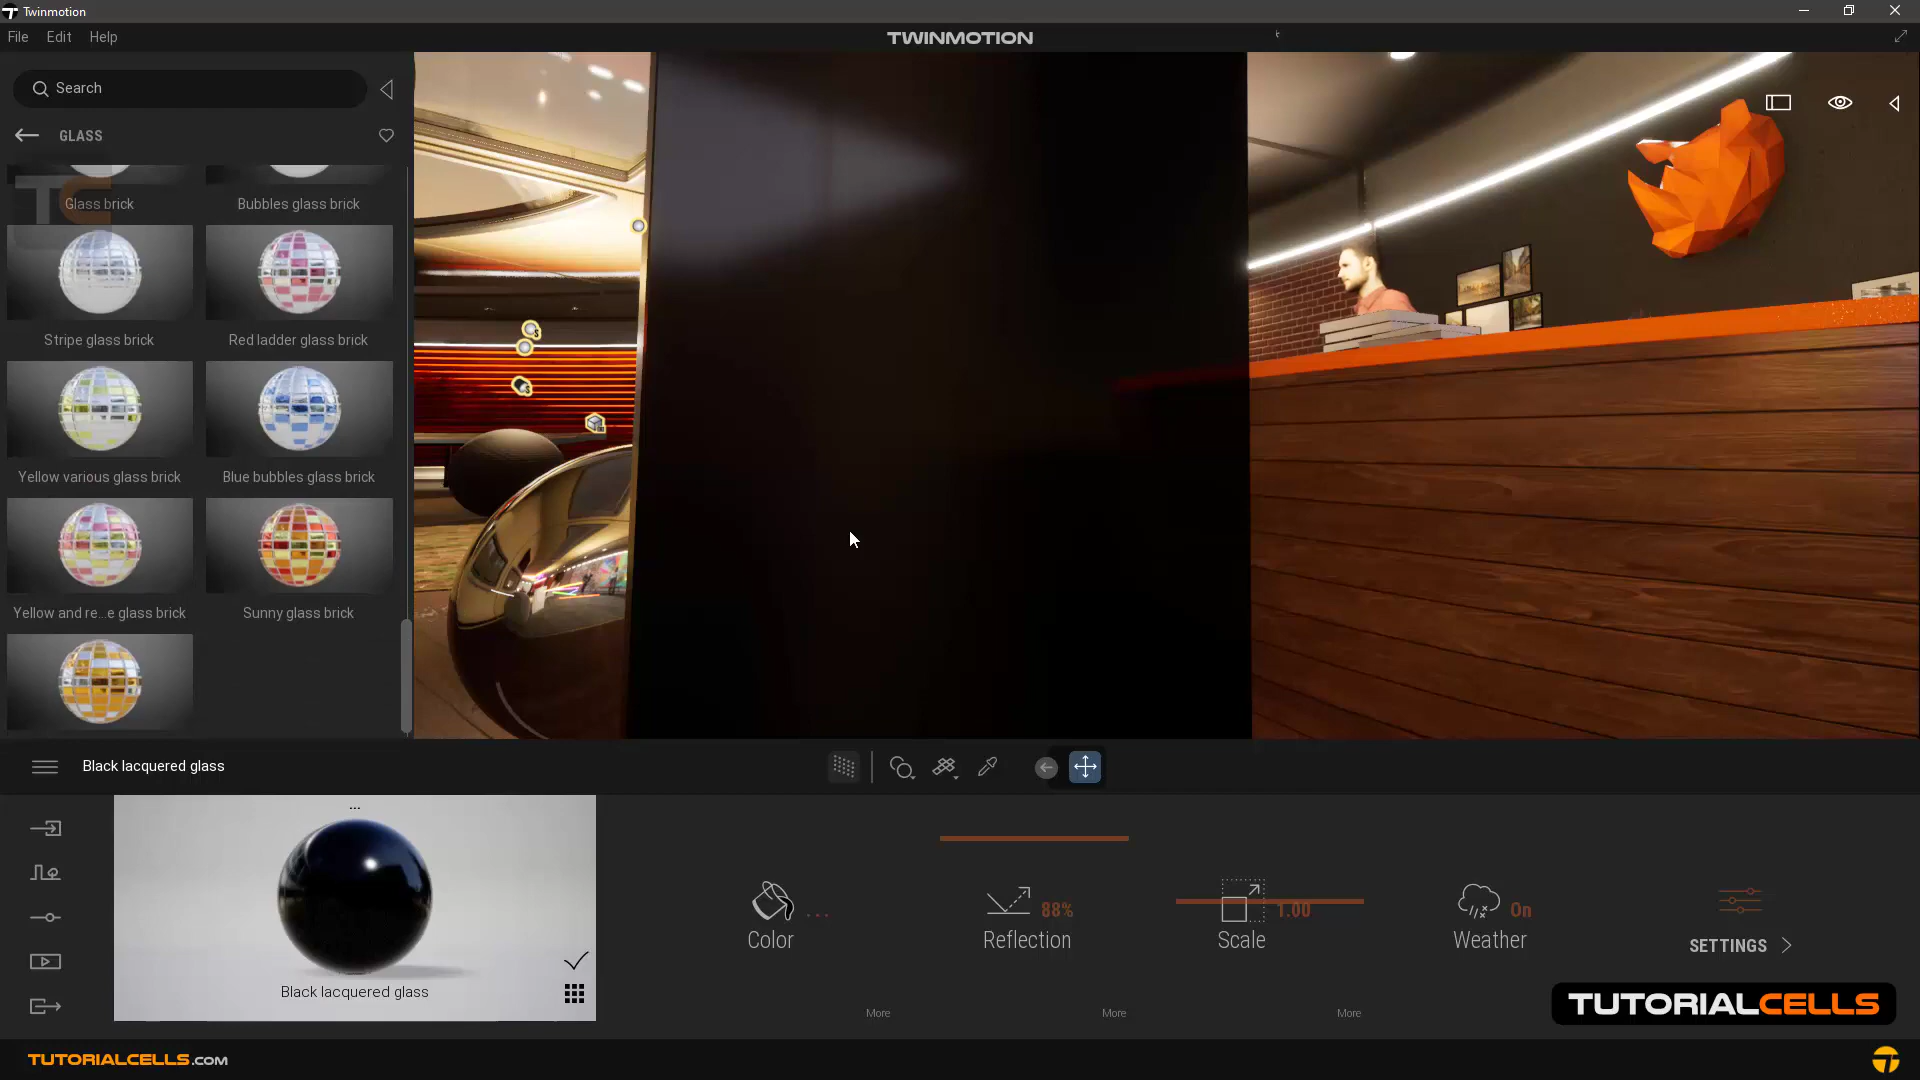 Twinmotion
File Edit Help
TWINMOTION
Search
GLASS
TC
Glass brick
Bubbles glass brick
Stripe glass brick
Red ladder glass brick
Yellow various glass brick
Blue bubbles glass brick
Yellow and re...e glass brick
Sunny glass brick
Black lacquered glass
...
Black lacquered glass
Color ...
Reflection 88%
Scale 1.00
Weather On
SETTINGS
More
More
More
TUTORIALCELLS
TUTORIALCELLS.COM